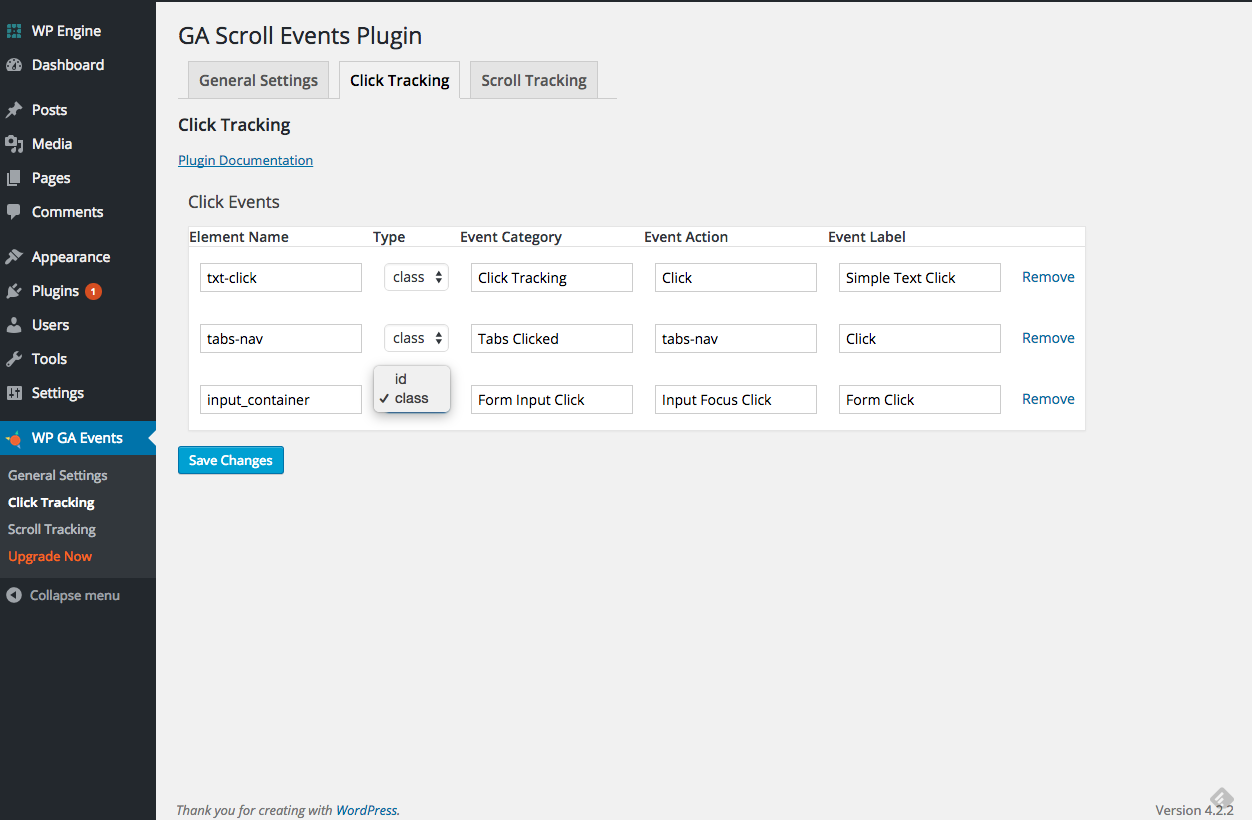 WP Engine
Dashboard
Posts
Media
Pages
Comments
Appearance
Plugins 1
Users
Tools
Settings
WP GA Events
General Settings
Click Tracking
Scroll Tracking
Upgrade Now
Collapse menu
GA Scroll Events Plugin
General Settings Click Tracking Scroll Tracking
Click Tracking
Plugin Documentation
Click Events
Element Name Type Event Category Event Action Event Label
txt-click class Click Tracking Click Simple Text Click Remove
tabs-nav class Tabs Clicked tabs-nav Click Remove
id
input_container ✓ class Form Input Click Input Focus Click Form Click Remove
Save Changes
Thank you for creating with WordPress.
Version 4.2.2